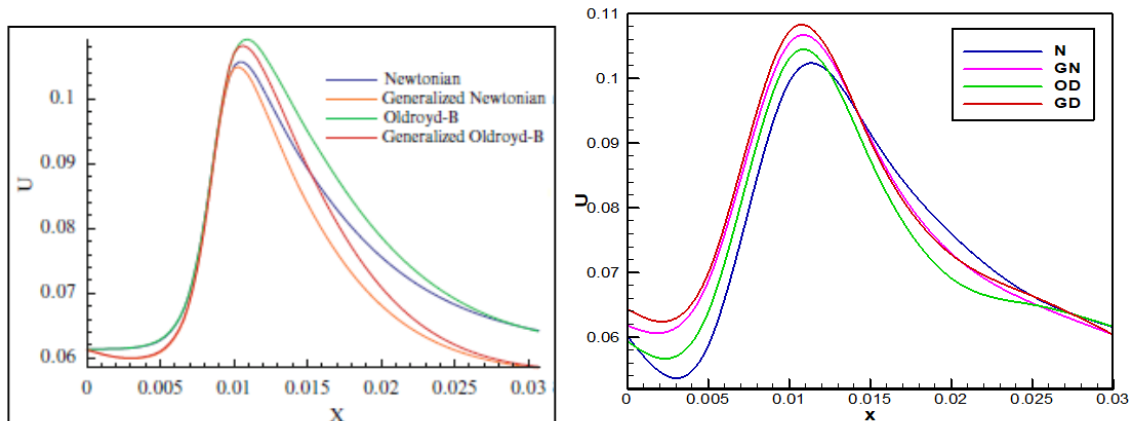 0.1
0.09
0.08
0.07
0.06
U
0
0.005
0.01
0.015
0.02
0.025
0.03
X
Newtonian
Generalized Newtonian
Oldroyd-B
Generalized Oldroyd-B
0.11
0.1
0.09
0.08
0.07
0.06
U
0
0.005
0.01
0.015
0.02
0.025
0.03
x
N
GN
OD
GD